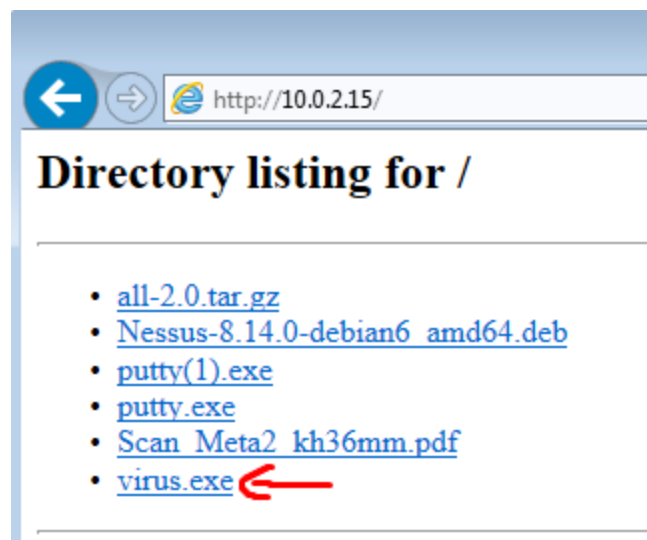 http://10.0.2.15/
Directory listing for /
all-2.0.tar.gz
Nessus-8.14.0-debian6_amd64.deb
putty(1).exe
putty.exe
Scan_Meta2_kh36mm.pdf
virus.exe